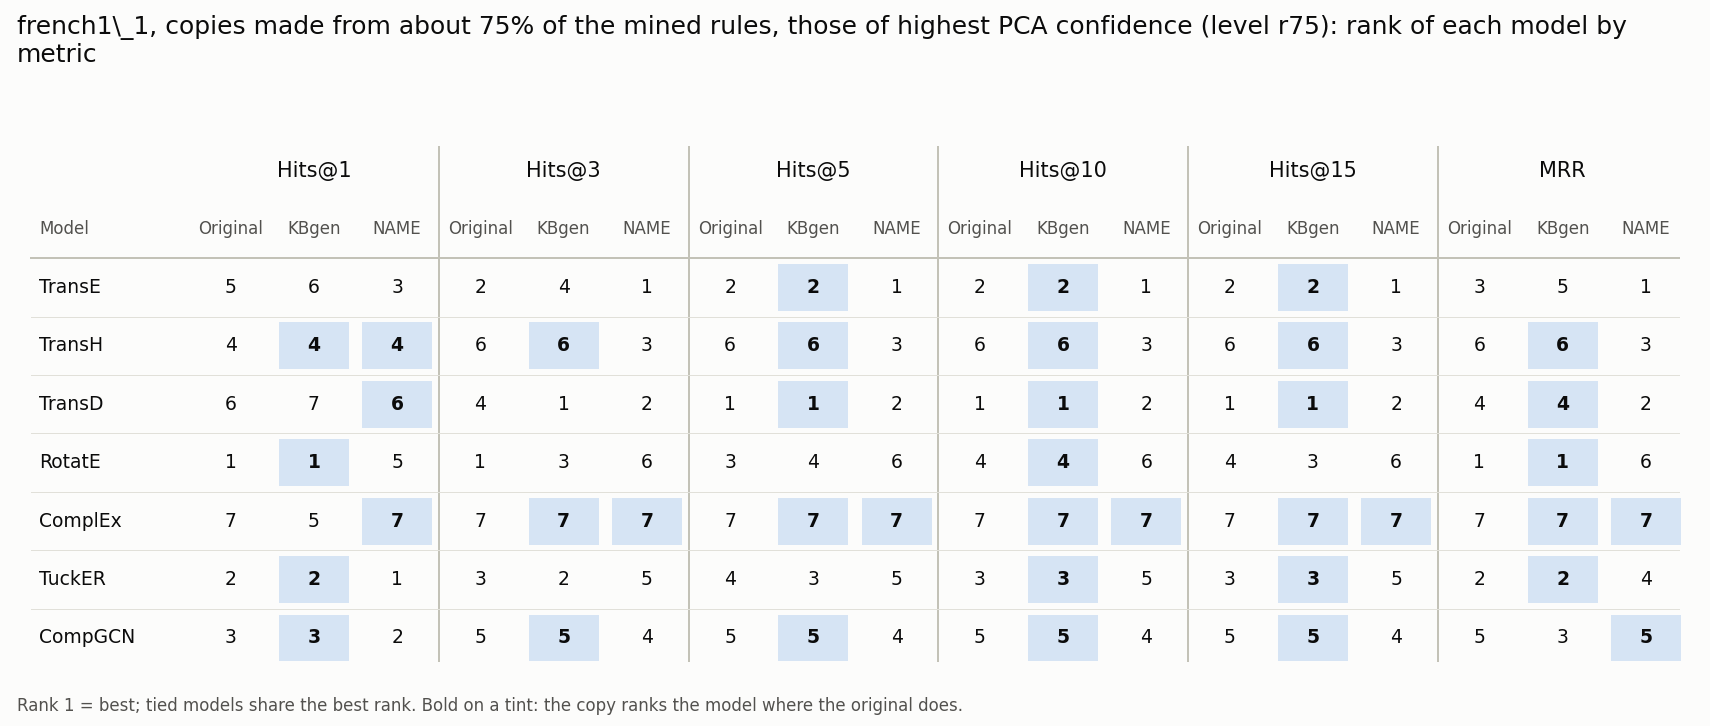 french1\_1, copies made from about 75% of the mined rules, those of highest PCA confidence (level r75): rank of each model by
metric
Hits@1 Hits@3 Hits@5 Hits@10 Hits@15 MRR
Model Original KBgen NAME Original KBgen NAME Original KBgen NAME Original KBgen NAME Original KBgen NAME Original KBgen NAME
TransE 5 6 3 2 4 1 2 2 1 2 2 1 2 2 1 3 5 1
TransH 4 4 4 6 6 3 6 6 3 6 6 3 6 6 3 6 6 3
TransD 6 7 6 4 1 2 1 1 2 1 1 2 1 1 2 4 4 2
RotatE 1 1 5 1 3 6 3 4 6 4 4 6 4 3 6 1 1 6
ComplEx 7 5 7 7 7 7 7 7 7 7 7 7 7 7 7 7 7 7
TuckER 2 2 1 3 2 5 4 3 5 3 3 5 3 3 5 2 2 4
CompGCN 3 3 2 5 5 4 5 5 4 5 5 4 5 5 4 5 3 5
Rank 1 = best; tied models share the best rank. Bold on a tint: the copy ranks the model where the original does.